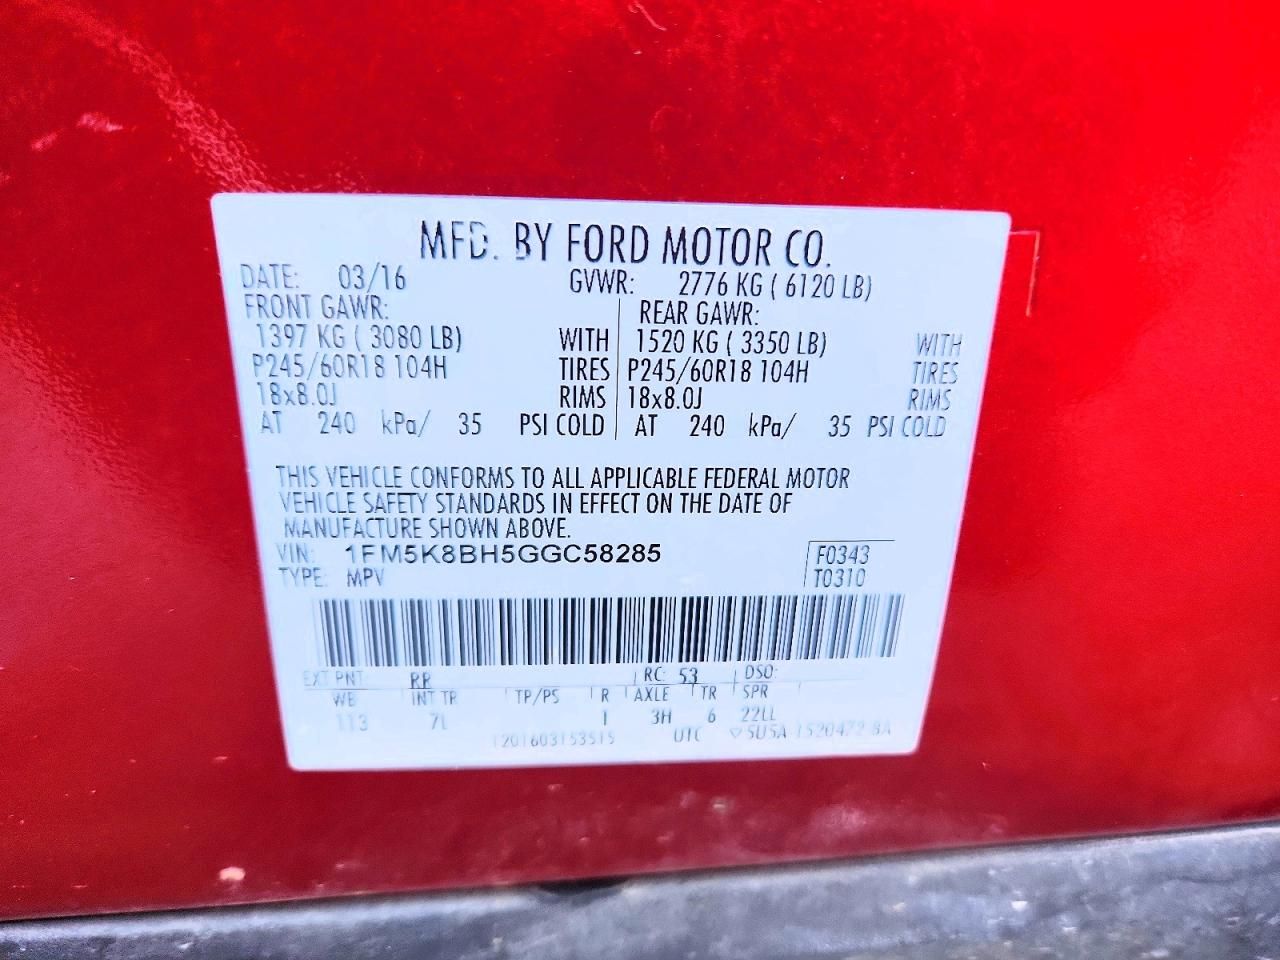 MFD. BY FORD MOTOR CO.
DATE: 03/16 GVWR: 2776 KG ( 6120 LB)
FRONT GAWR: REAR GAWR:
1397 KG ( 3080 LB) WITH 1520 KG ( 3350 LB) WITH
P245/60R18 104H TIRES P245/60R18 104H TIRES
18x8.0J RIMS 18x8.0J RIMS
AT 240 kPa/ 35 PSI COLD AT 240 kPa/ 35 PSI COLD
THIS VEHICLE CONFORMS TO ALL APPLICABLE FEDERAL MOTOR
VEHICLE SAFETY STANDARDS IN EFFECT ON THE DATE OF
MANUFACTURE SHOWN ABOVE.
VIN: 1FM5K8BH5GGC58285 F0343
TYPE: MPV T0310
EXT PNT: RR RC: 53 DSO:
WB INT TR TP/PS R AXLE TR SPR
113 7L I 3H 6 22LL
1201603153515 UTC ▽5U5A-1520472-BA